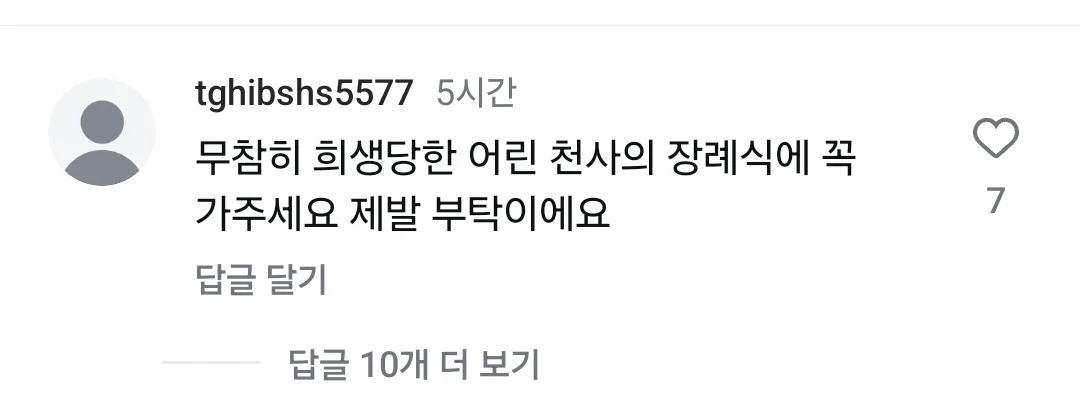 tghibshs5577 5시간
무참히 희생당한 어린 천사의 장례식에 꼭
가주세요 제발 부탁이에요
7
답글 달기
답글 10개 더 보기